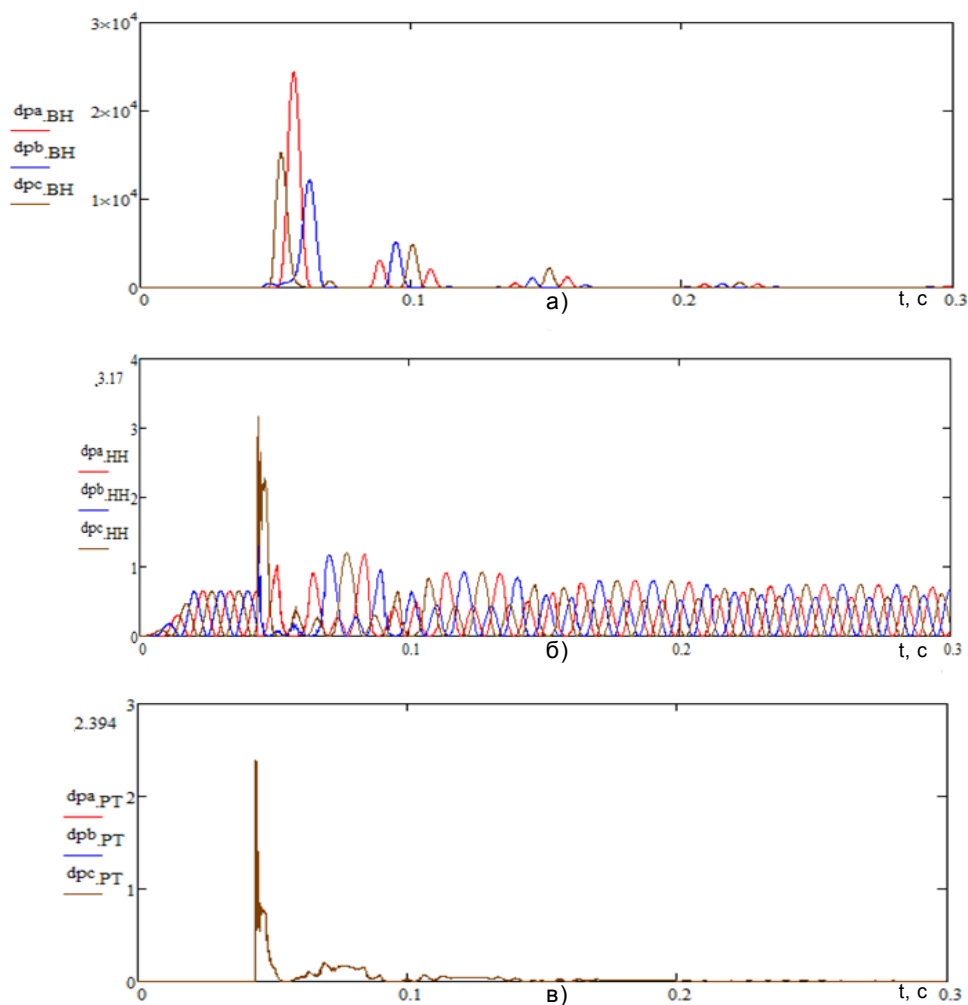 3×10⁴
dpa.BH
2×10⁴
dpb.BH
dpc.BH
1×10⁴
0
0 0.1 0.2 0.3
а) t, c
4
3.17
3
dpa.HH
dpb.HH 2
dpc.HH
1
0
0 0.1 0.2 0.3
б) t, c
3
2.394
dpa.PT 2
dpb.PT
dpc.PT 1
0
0 0.1 0.2 0.3
в) t, c